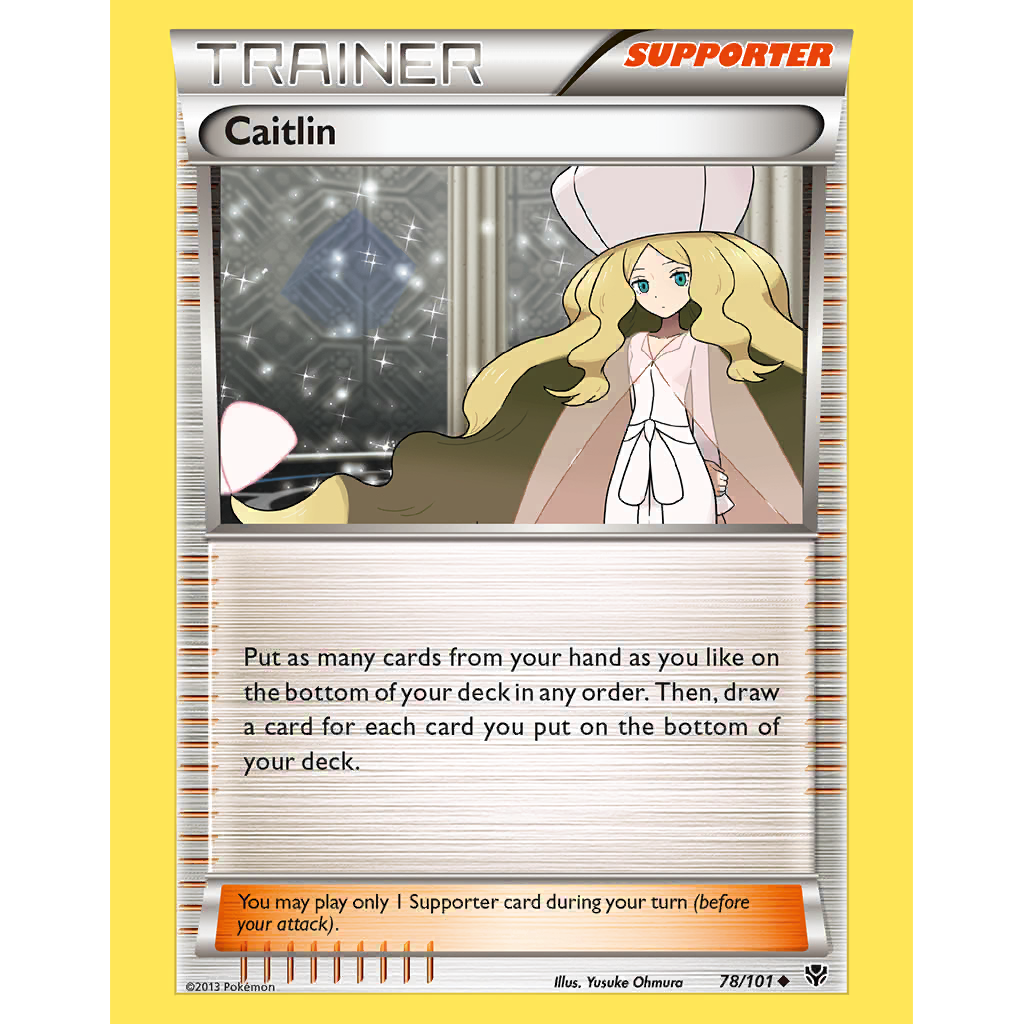 TRAINER
SUPPORTER
Caitlin
Put as many cards from your hand as you like on
the bottom of your deck in any order. Then, draw
a card for each card you put on the bottom of
your deck.
You may play only 1 Supporter card during your turn (before
your attack).
©2013 Pokémon
Illus. Yusuke Ohmura
78/101